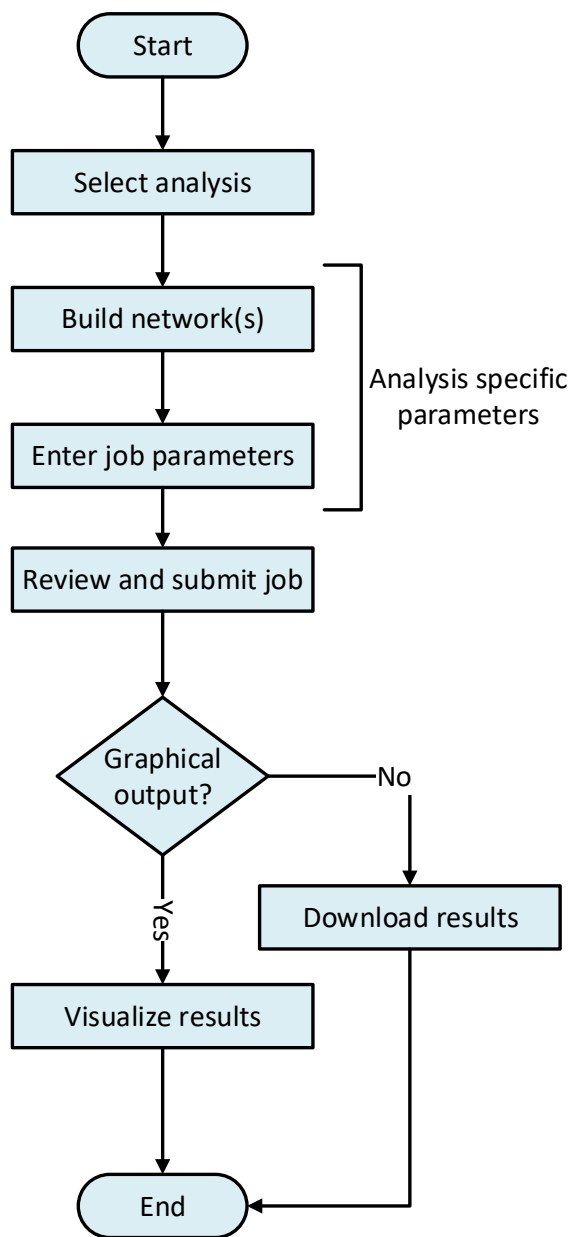 Start
Select analysis
Build network(s)
Analysis specific
parameters
Enter job parameters
Review and submit job
Graphical
output?
No
Yes
Download results
Visualize results
End